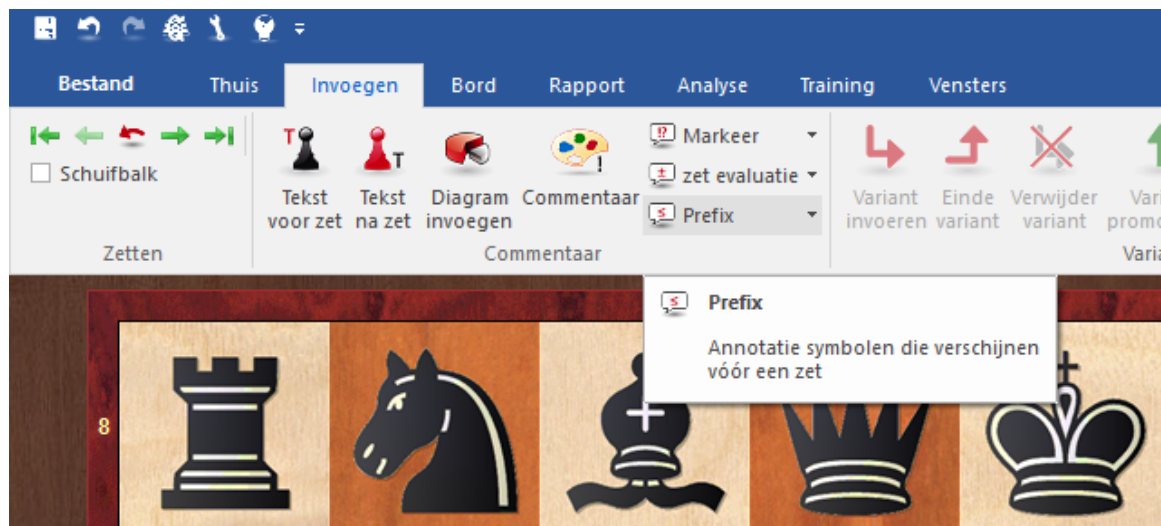 Bestand Thuis Invoegen Bord Rapport Analyse Training Vensters
Schuifbalk
Zetten
Tekst voor zet
Tekst na zet
Diagram invoegen
Commentaar
Markeer
zet evaluatie
Prefix
Commentaar
Variant invoeren
Einde variant
Verwijder variant
Prefix
Annotatie symbolen die verschijnen
vóór een zet
8